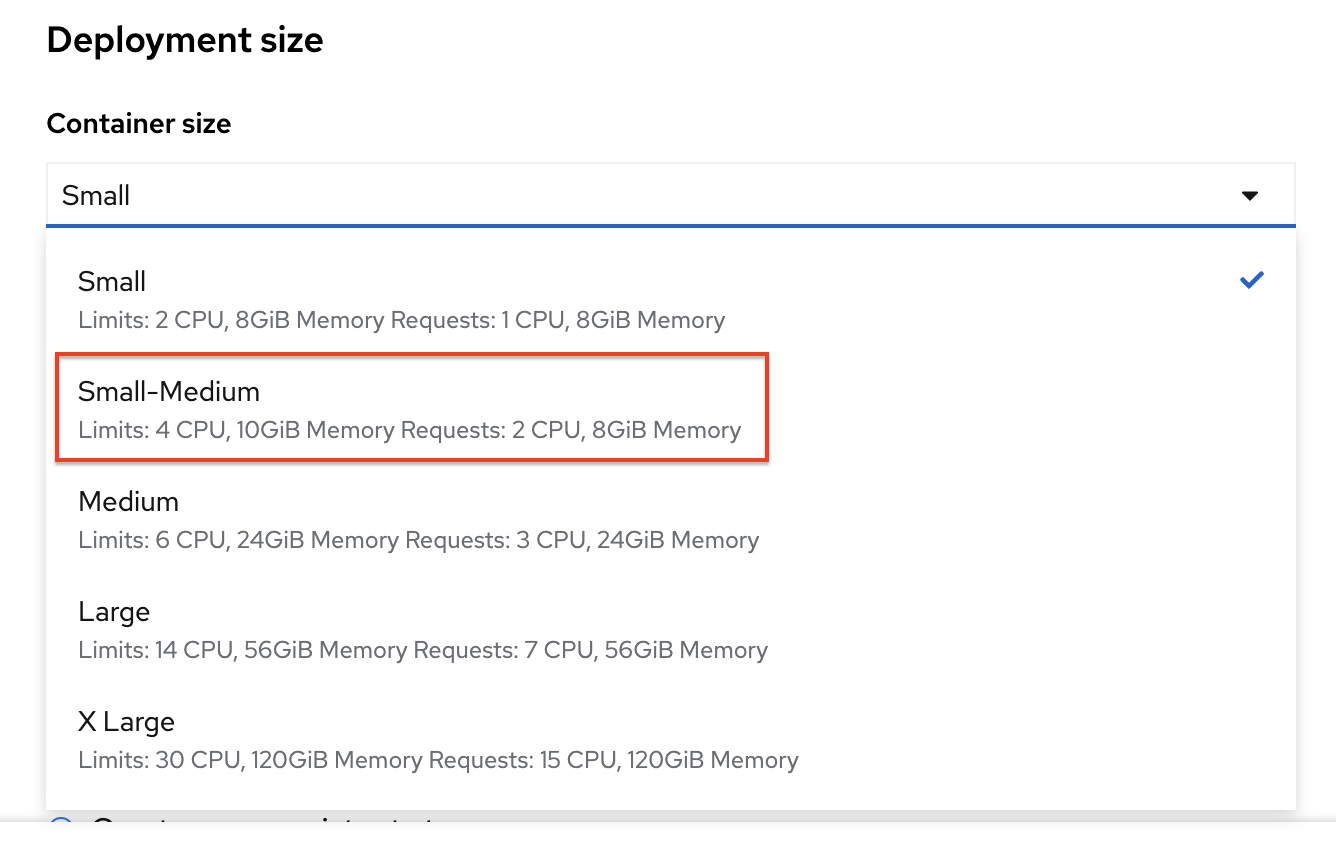 Deployment size
Container size
Small
Small
Limits: 2 CPU, 8GiB Memory Requests: 1 CPU, 8GiB Memory
Small-Medium
Limits: 4 CPU, 10GiB Memory Requests: 2 CPU, 8GiB Memory
Medium
Limits: 6 CPU, 24GiB Memory Requests: 3 CPU, 24GiB Memory
Large
Limits: 14 CPU, 56GiB Memory Requests: 7 CPU, 56GiB Memory
X Large
Limits: 30 CPU, 120GiB Memory Requests: 15 CPU, 120GiB Memory